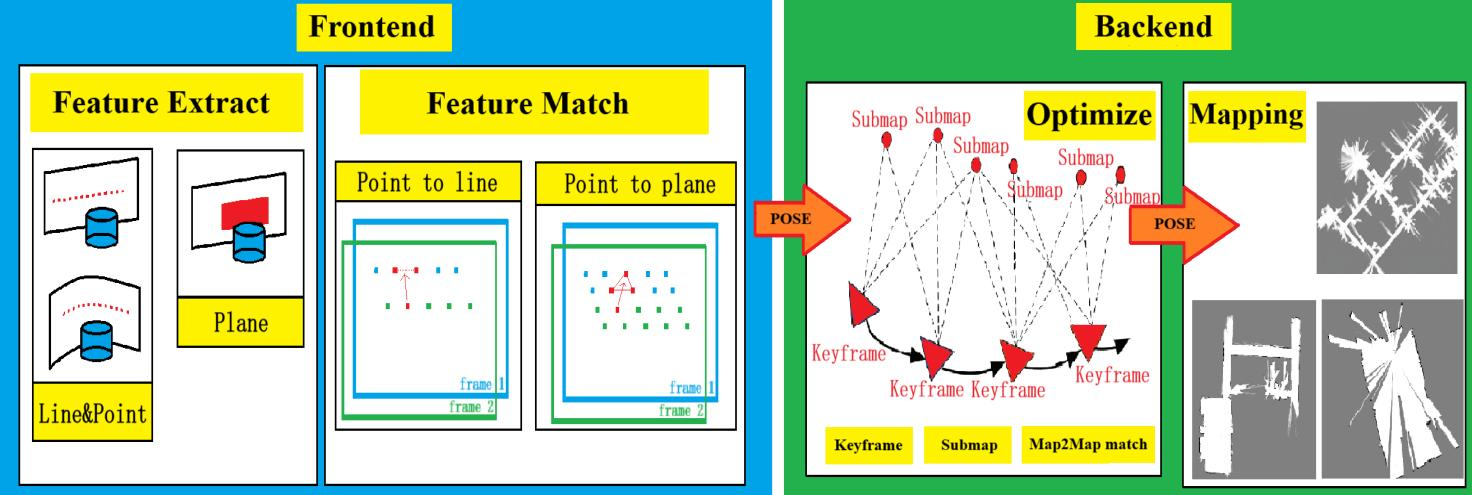 Frontend
Feature Extract
Line&Point
Plane
Feature Match
Point to line
frame 1
frame 2
Point to plane
frame 1
frame 2
POSE
Backend
Optimize
Submap
Submap
Submap
Submap
Submap
Submap
Keyframe
Keyframe
Keyframe
Keyframe
Keyframe
Submap
Map2Map match
POSE
Mapping